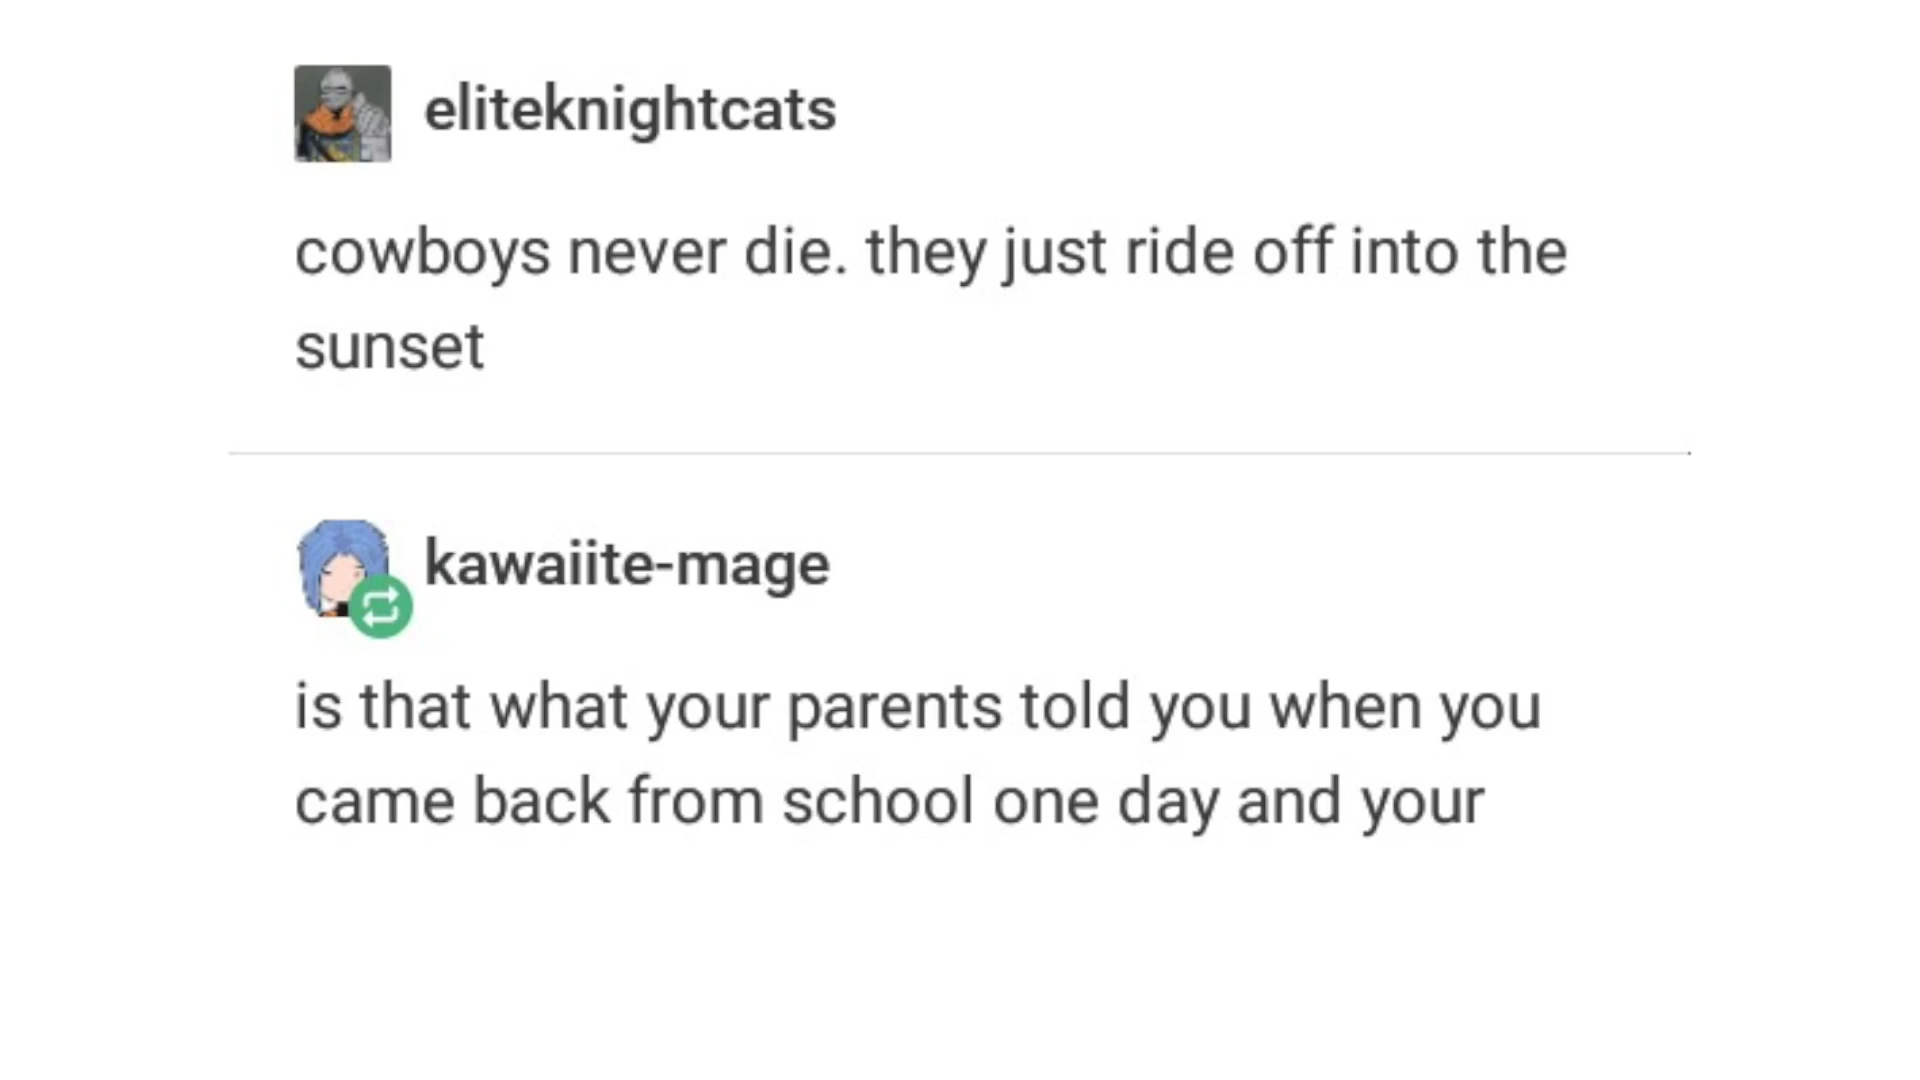 eliteknightcats
cowboys never die. they just ride off into the
sunset
kawaiite-mage
is that what your parents told you when you
came back from school one day and your